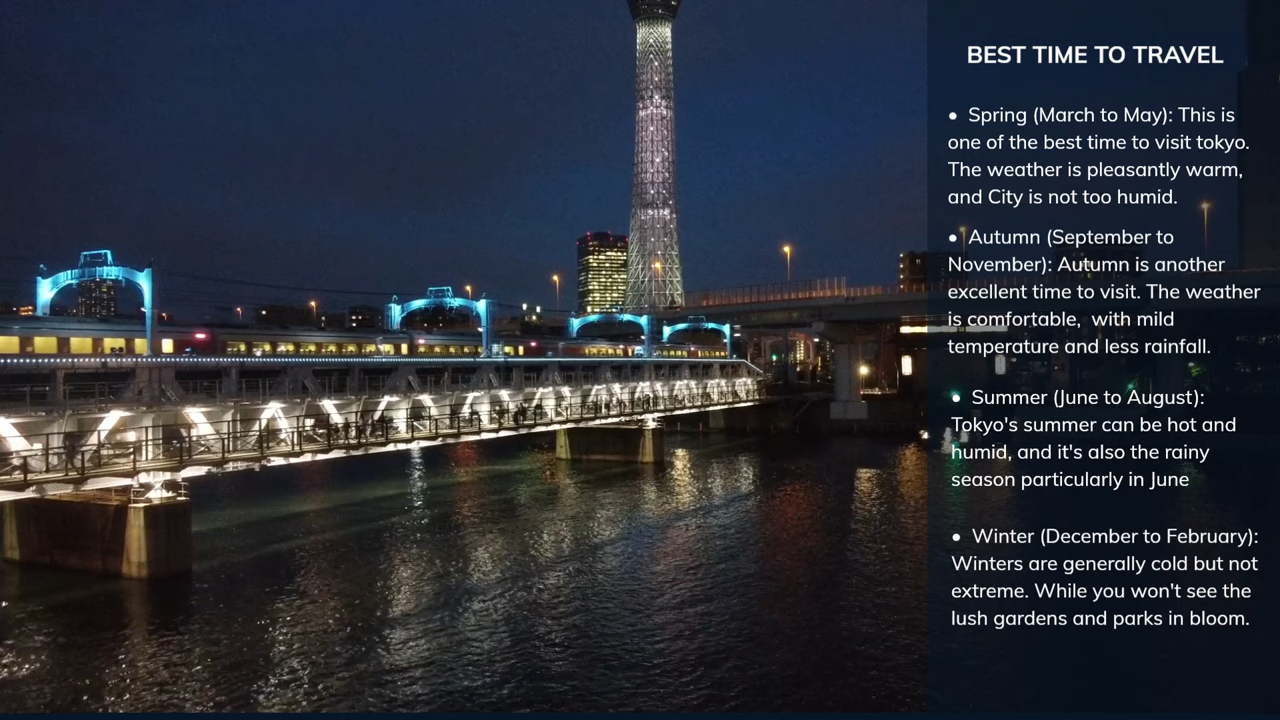 BEST TIME TO TRAVEL
● Spring (March to May): This is
one of the best time to visit tokyo.
The weather is pleasantly warm,
and City is not too humid.
● Autumn (September to
November): Autumn is another
excellent time to visit. The weather
is comfortable, with mild
temperature and less rainfall.
● Summer (June to August):
Tokyo's summer can be hot and
humid, and it's also the rainy
season particularly in June
● Winter (December to February):
Winters are generally cold but not
extreme. While you won't see the
lush gardens and parks in bloom.